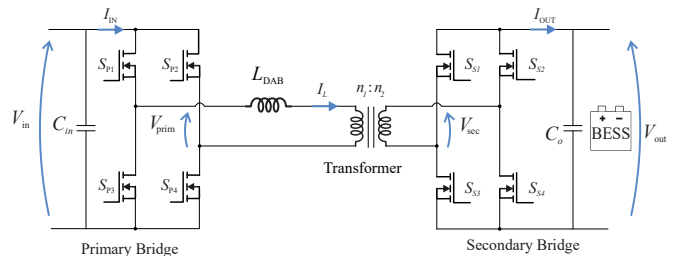 I_IN
I_OUT
S_P1
S_P2
L_DAB
I_L
n_1:n_2
S_S1
S_S2
V_in
C_in
V_prim
V_sec
C_o
+ −
BESS
V_out
Transformer
S_P3
S_P4
S_S3
S_S4
Primary Bridge
Secondary Bridge